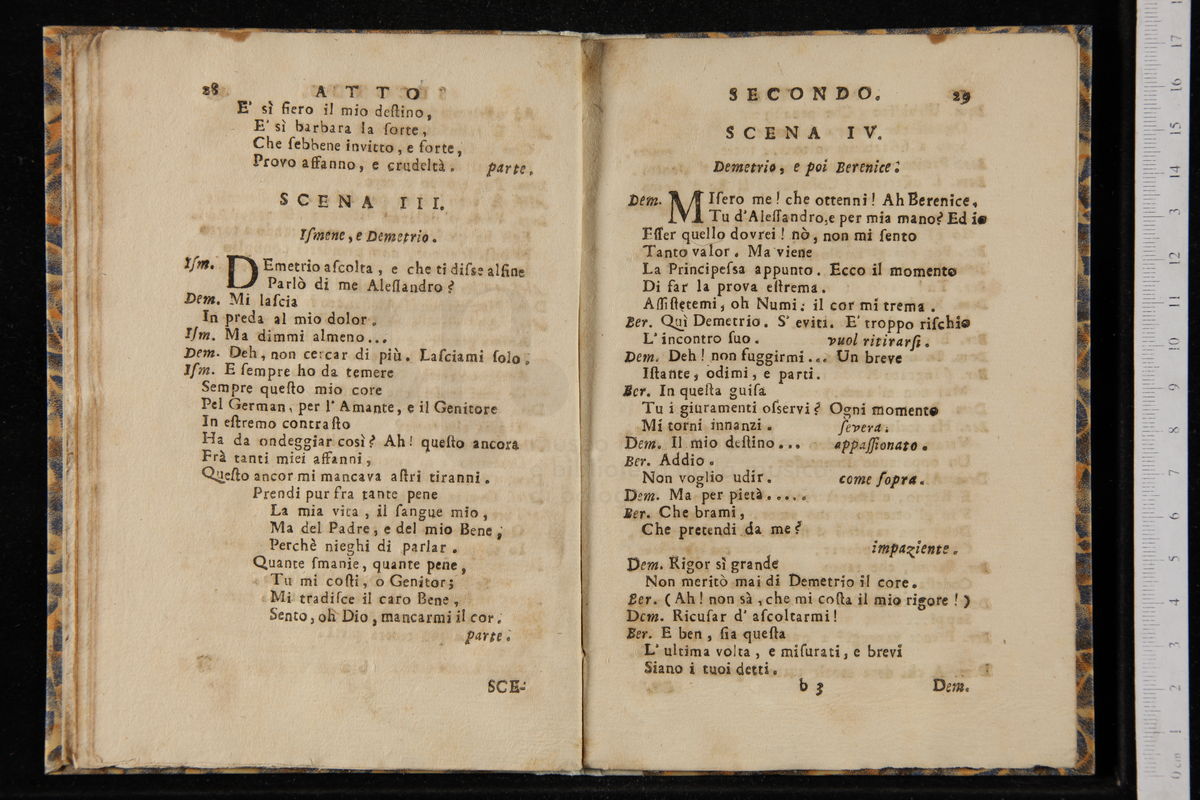 28 ATTO
E' sì fiero il mio deſtino,
E' sì barbara la ſorte,
Che ſebbene invitto, e forte,
Provo affanno, e crudeltà. parte.
SCENA III.
Iſmene, e Demetrio.
Iſm. DEmetrio aſcolta, e che ti diſse alfine
Parlò di me Aleſſandro?
Dem. Mi laſcia
In preda al mio dolor.
Iſm. Ma dimmi almeno...
Dem. Deh, non cercar di più. Laſciami ſolo.
Iſm. E ſempre ho da temere
Sempre queſto mio core
Pel German, per l'Amante, e il Genitore
In eſtremo contraſto
Ha da ondeggiar così? Ah! queſto ancora
Frà tanti miei affanni,
Queſto ancor mi mancava aſtri tiranni.
Prendi pur fra tante pene
La mia vita, il ſangue mio,
Ma del Padre, e del mio Bene,
Perchè nieghi di parlar.
Quante ſmanie, quante pene,
Tu mi coſti, o Genitor;
Mi tradiſce il caro Bene,
Sento, oh Dio, mancarmi il cor.
parte.
SCE-
SECONDO. 29
SCENA IV.
Demetrio, e poi Berenice.
Dem. MIſero me! che ottenni! Ah Berenice,
Tu d'Aleſſandro, e per mia mano? Ed io
Eſſer quello dovrei! nò, non mi ſento
Tanto valor. Ma viene
La Principeſsa appunto. Ecco il momento
Di far la prova eſtrema.
Aſſiſtetemi, oh Numi: il cor mi trema.
Ber. Quì Demetrio. S'eviti. E' troppo riſchio
L'incontro ſuo. vuol ritirarſi.
Dem. Deh! non fuggirmi... Un breve
Iſtante, odimi, e parti.
Ber. In queſta guiſa
Tu i giuramenti oſservi? Ogni momento
Mi torni innanzi. ſevera.
Dem. Il mio deſtino... appaſſionato.
Ber. Addio.
Non voglio udir. come ſopra.
Dem. Ma per pietà.....
Ber. Che brami,
Che pretendi da me?
impaziente.
Dem. Rigor sì grande
Non meritò mai di Demetrio il core.
Ber. (Ah! non sà, che mi coſta il mio rigore!)
Dem. Ricuſar d'aſcoltarmi!
Ber. E ben, ſia queſta
L'ultima volta, e miſurati, e brevi
Siano i tuoi detti.
b 3 Dem.